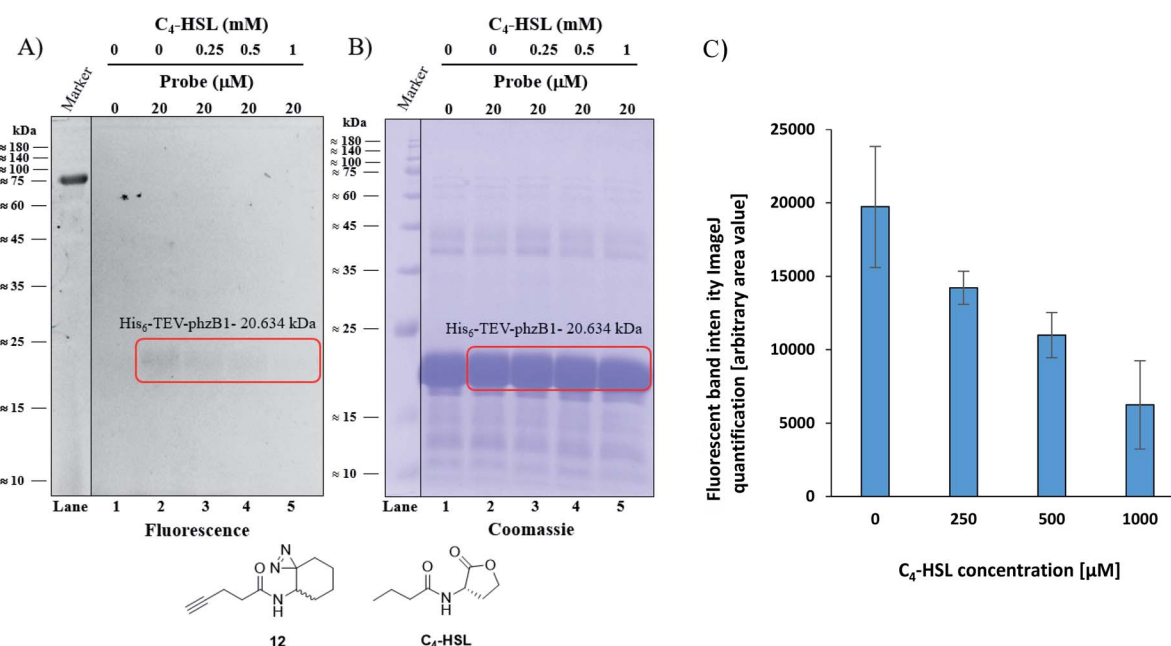 A)
C4-HSL (mM)
0 0 0.25 0.5 1
Probe (μM)
0 20 20 20 20
Marker
kDa
≈ 180
≈ 140
≈ 100
≈ 75
≈ 60
≈ 45
≈ 35
≈ 25
≈ 15
≈ 10
His6-TEV-phzB1- 20.634 kDa
Lane 1 2 3 4 5
Fluorescence
B)
C4-HSL (mM)
0 0 0.25 0.5 1
Probe (μM)
0 20 20 20 20
Marker
kDa
≈ 180
≈ 140
≈ 100
≈ 75
≈ 60
≈ 45
≈ 35
≈ 25
≈ 15
≈ 10
His6-TEV-phzB1- 20.634 kDa
Lane 1 2 3 4 5
Coomassie
N
N
O
N
H
12
O
O
O
N
H
C4-HSL
C)
Fluorescent band inten ity ImageJ
quantification [arbitrary area value]
25000
20000
15000
10000
5000
0
0 250 500 1000
C4-HSL concentration [μM]